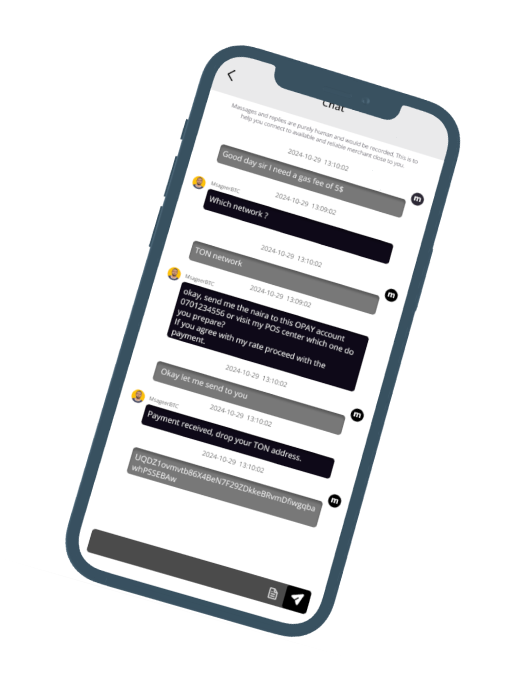 Chat
Messages and replies are purely human and would be recorded. This is to
help you connect to available and reliable merchant close to you.
2024-10-29 13:10:02
Good day sir I need a gas fee of 5$
m
MhsgeerBTC
2024-10-29 13:09:02
Which network ?
2024-10-29 13:10:02
TON network
m
MhsgeerBTC
2024-10-29 13:09:02
okay, send me the naira to this OPAY account
0701234556 or visit my POS center which one do
you prepare?
If you agree with my rate proceed with the
payment.
2024-10-29 13:10:02
Okay let me send to you
m
MhsgeerBTC
2024-10-29 13:10:02
Payment received, drop your TON address.
2024-10-29 13:10:02
UQDZ1ovmvtb86X4BeN7F29ZDkkeBRvmDfiwgqba
whPSSEBAw
m